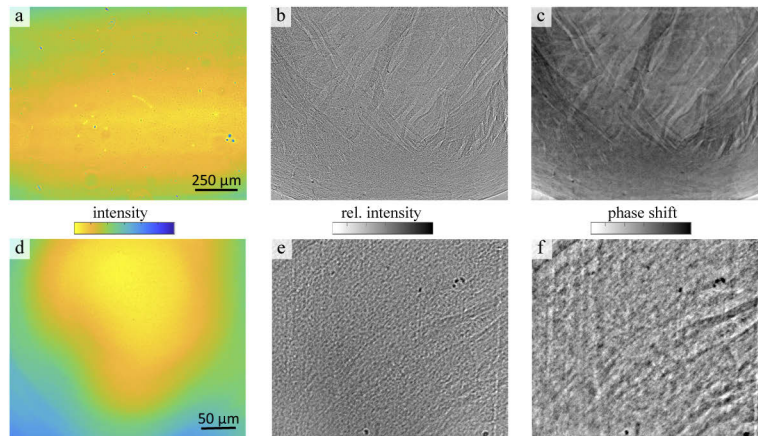 a
b
c
250 µm
intensity
rel. intensity
phase shift
d
e
f
50 µm